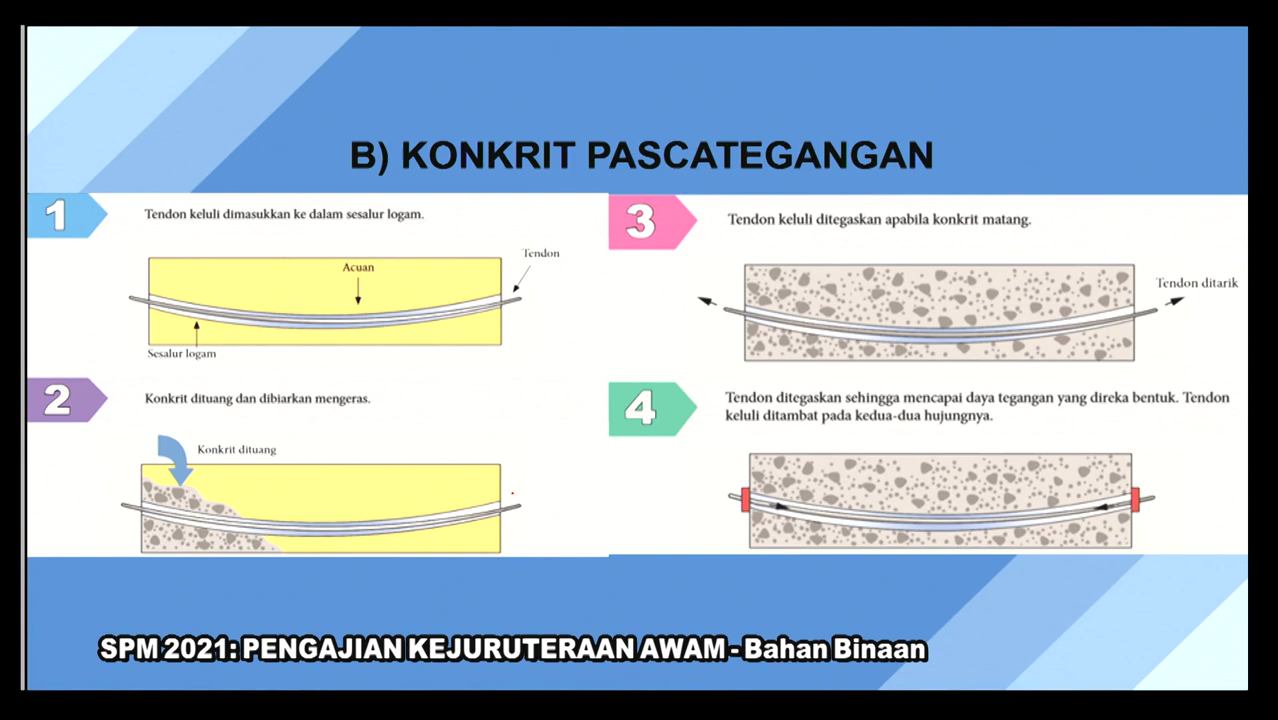 B) KONKRIT PASCATEGANGAN
1
Tendon keluli dimasukkan ke dalam sesalur logam.
Acuan
Tendon
Sesalur logam
2
Konkrit dituang dan dibiarkan mengeras.
Konkrit dituang
3
Tendon keluli ditegaskan apabila konkrit matang.
Tendon ditarik
4
Tendon ditegaskan sehingga mencapai daya tegangan yang direka bentuk. Tendon
keluli ditambat pada kedua-dua hujungnya.
SPM 2021: PENGAJIAN KEJURUTERAAN AWAM - Bahan Binaan